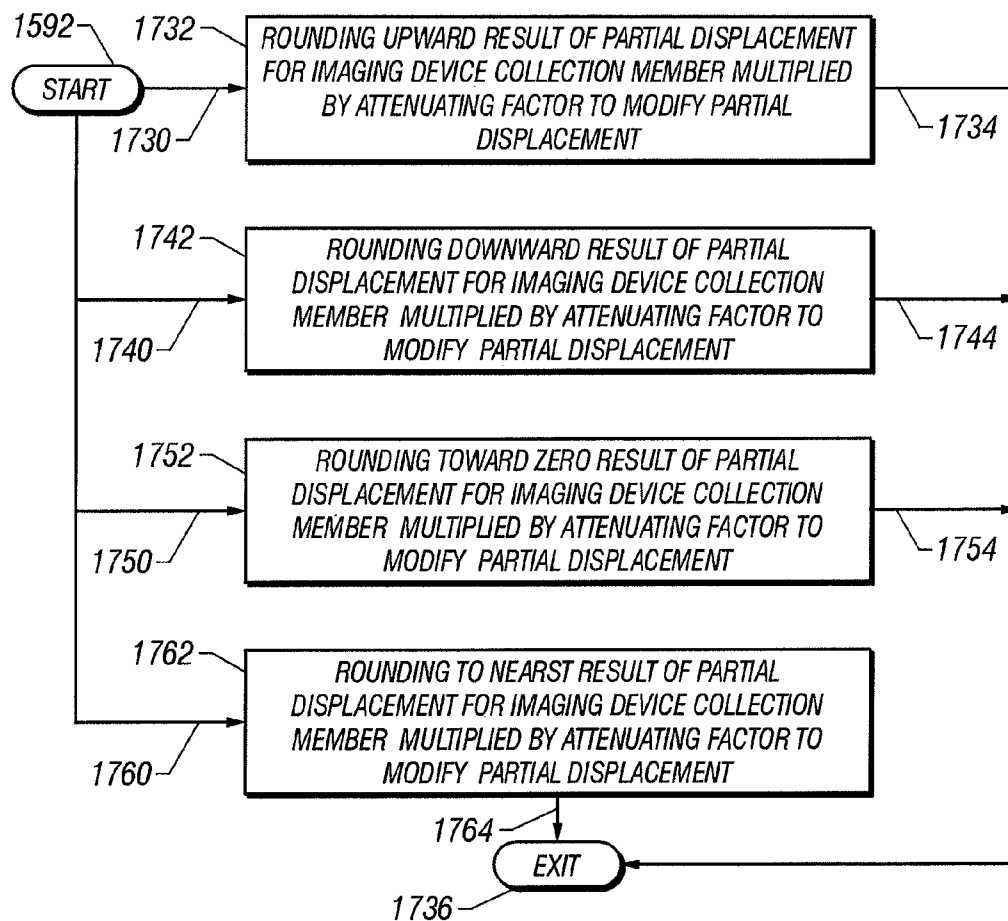 1592
START
1730
1732
ROUNDING UPWARD RESULT OF PARTIAL DISPLACEMENT
FOR IMAGING DEVICE COLLECTION MEMBER MULTIPLIED
BY ATTENUATING FACTOR TO MODIFY PARTIAL
DISPLACEMENT
1734
1742
ROUNDING DOWNWARD RESULT OF PARTIAL
DISPLACEMENT FOR IMAGING DEVICE COLLECTION
MEMBER MULTIPLIED BY ATTENUATING FACTOR TO
MODIFY PARTIAL DISPLACEMENT
1740
1744
1752
ROUNDING TOWARD ZERO RESULT OF PARTIAL
DISPLACEMENT FOR IMAGING DEVICE COLLECTION
MEMBER MULTIPLIED BY ATTENUATING FACTOR TO
MODIFY PARTIAL DISPLACEMENT
1750
1754
1762
ROUNDING TO NEARST RESULT OF PARTIAL
DISPLACEMENT FOR IMAGING DEVICE COLLECTION
MEMBER MULTIPLIED BY ATTENUATING FACTOR TO
MODIFY PARTIAL DISPLACEMENT
1760
1764
EXIT
1736